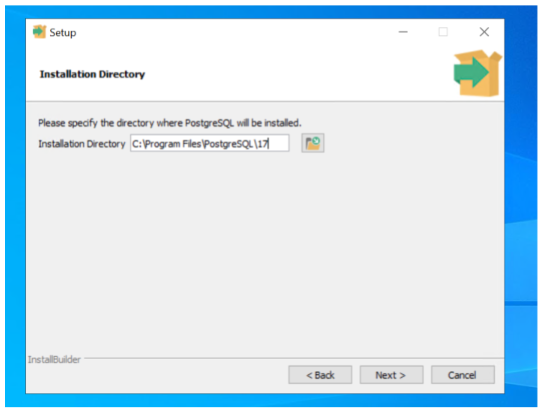 Setup
Installation Directory
Please specify the directory where PostgreSQL will be installed.
Installation Directory C:\Program Files\PostgreSQL\17
InstallBuilder
< Back Next > Cancel